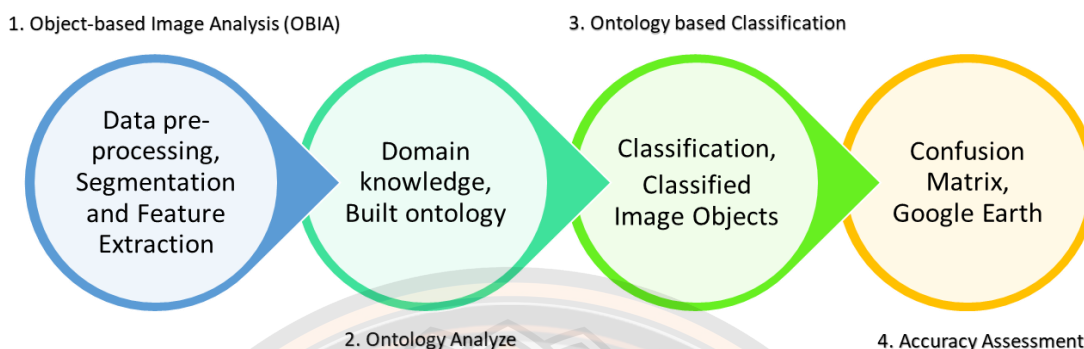 1. Object-based Image Analysis (OBIA)
3. Ontology based Classification
Data pre-
processing,
Segmentation
and Feature
Extraction
Domain
knowledge,
Built ontology
Classification,
Classified
Image Objects
Confusion
Matrix,
Google Earth
2. Ontology Analyze
4. Accuracy Assessment